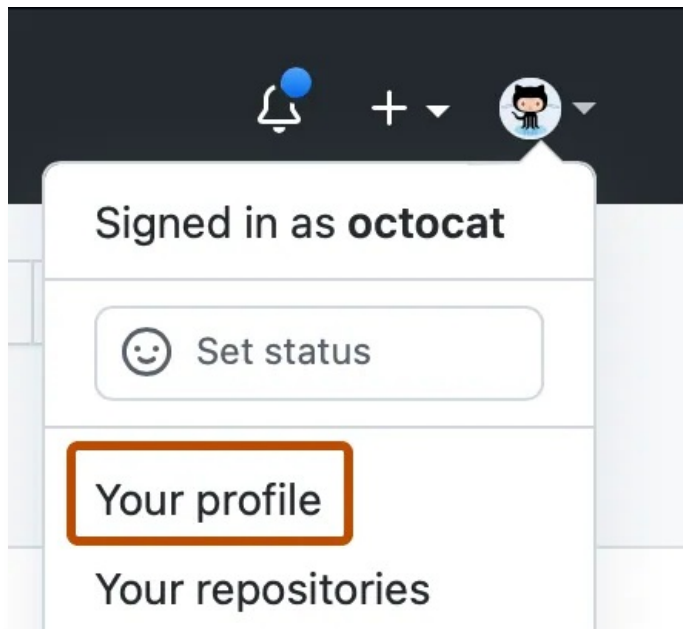 Signed in as octocat
Set status
Your profile
Your repositories